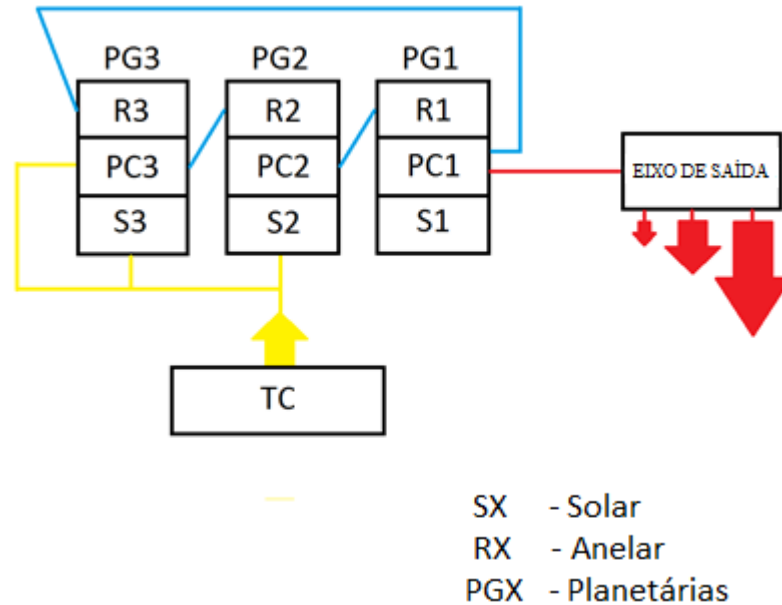 PG3 PG2 PG1
R3 R2 R1
PC3 PC2 PC1 EIXO DE SAÍDA
S3 S2 S1
TC
SX - Solar
RX - Anelar
PGX - Planetárias